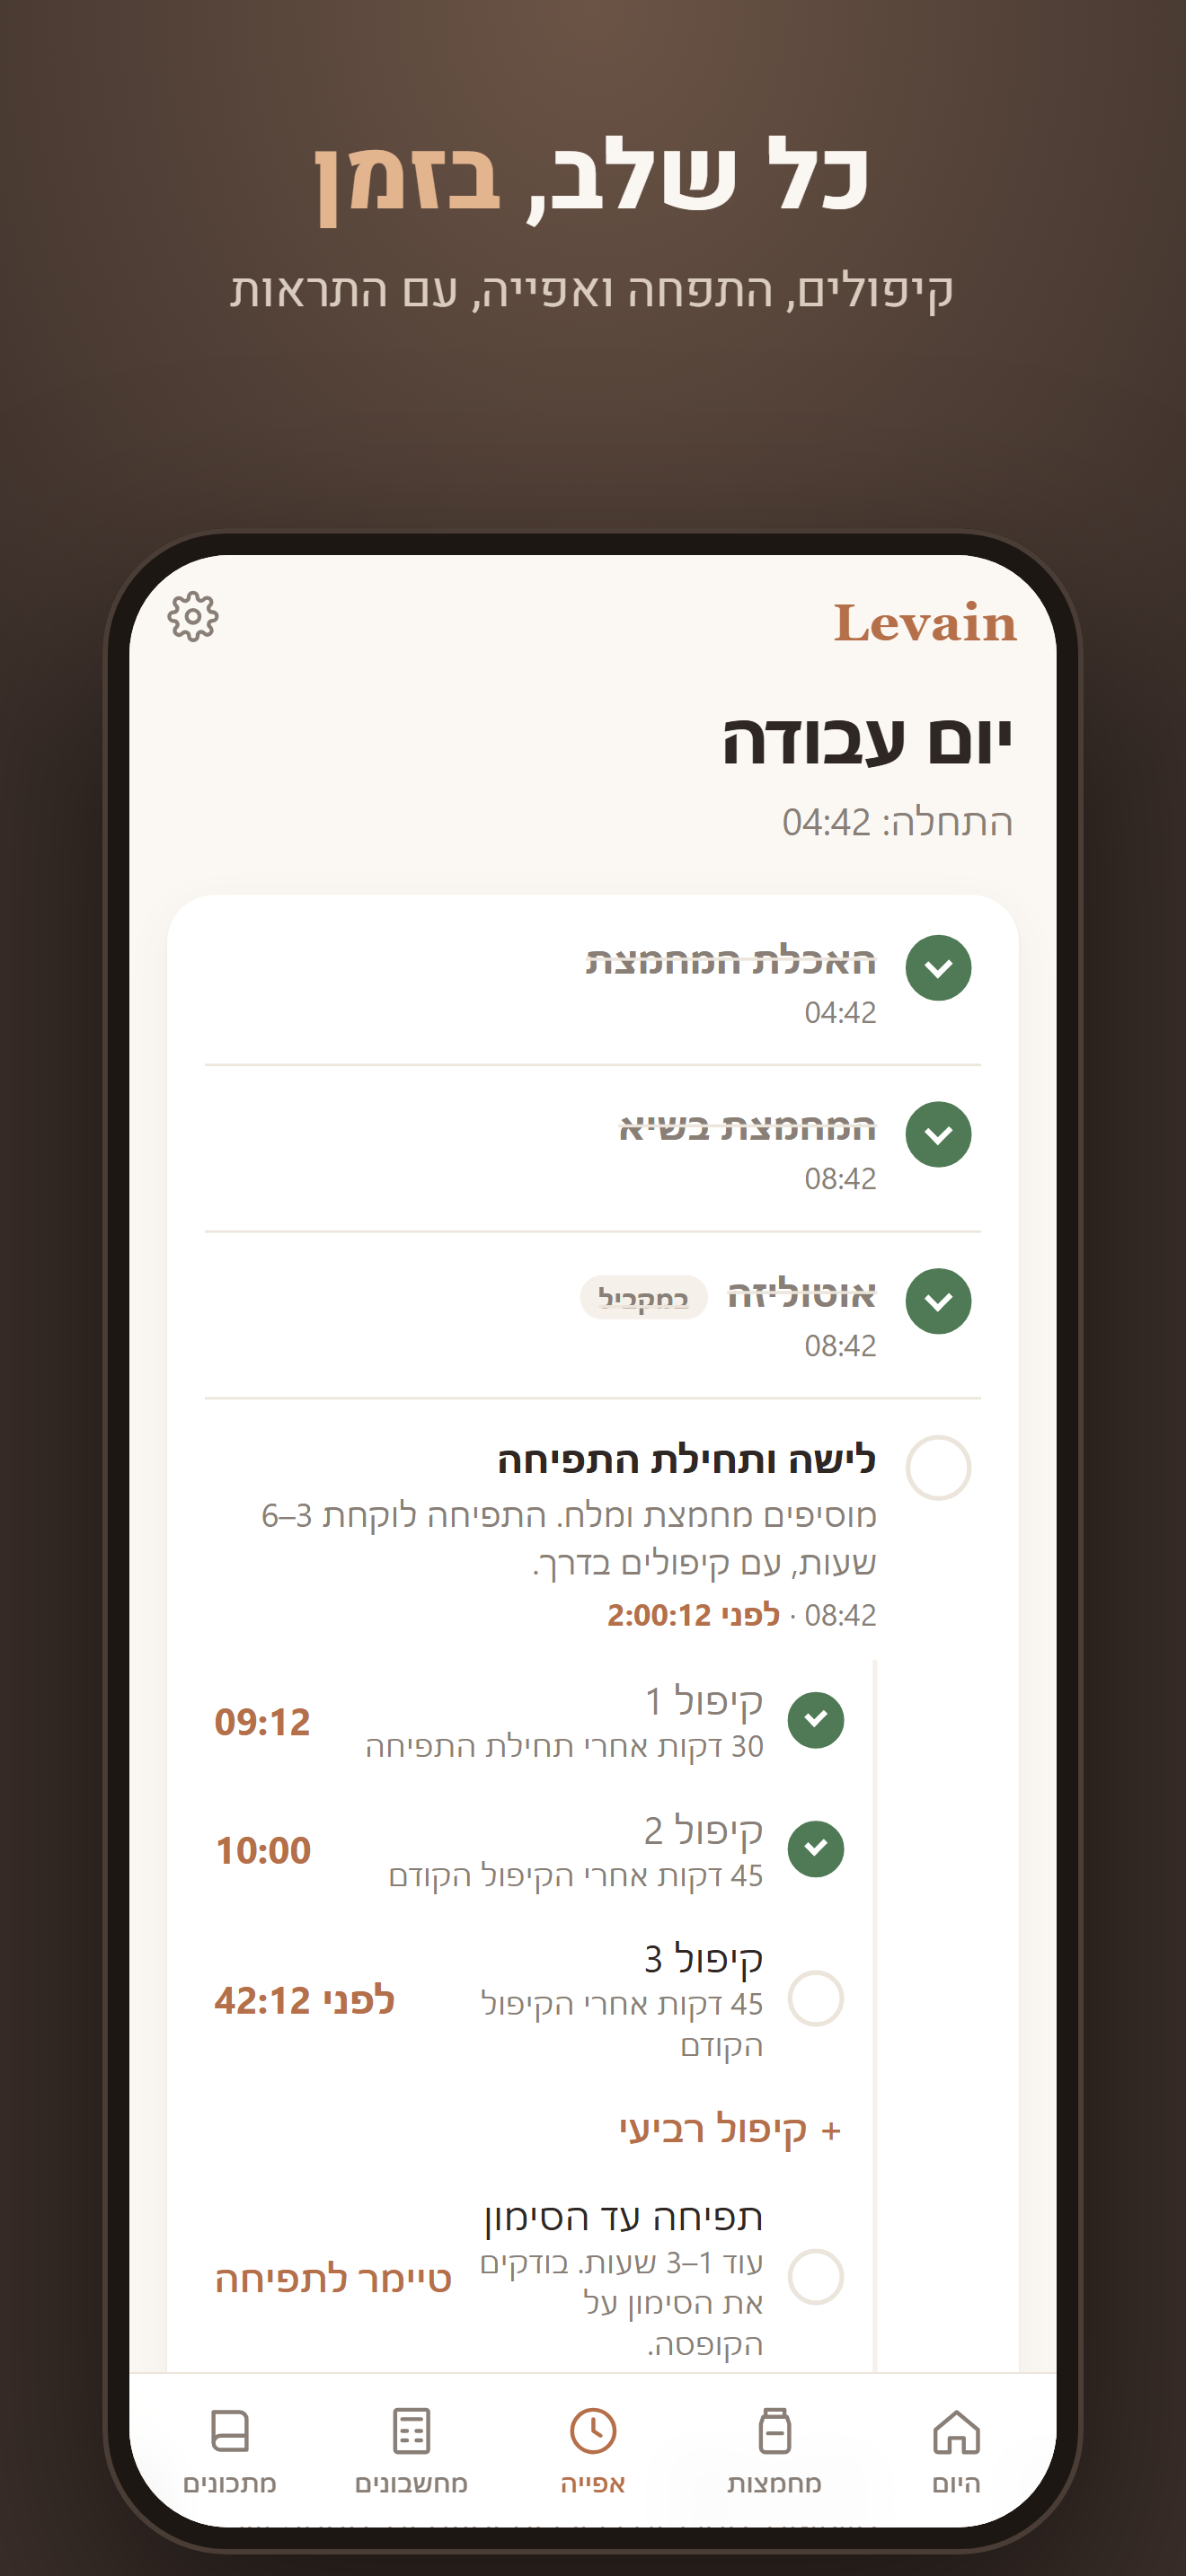 כל שלב, בזמן
קיפולים, התפחה ואפייה, עם התראות
Levain
יום עבודה
התחלה: 04:42
האכלת המחמצת
04:42
המחמצת בשיא
08:42
אוטוליזה במקביל
08:42
לישה ותחילת התפיחה
מוסיפים מחמצת ומלח. התפיחה לוקחת 3–6
שעות, עם קיפולים בדרך.
08:42 · לפני 2:00:12
קיפול 1
30 דקות אחרי תחילת התפיחה
09:12
קיפול 2
45 דקות אחרי הקיפול הקודם
10:00
קיפול 3
45 דקות אחרי הקיפול
הקודם
לפני 42:12
+ קיפול רביעי
תפיחה עד הסימון
עוד 1–3 שעות. בודקים
את הסימון על
הקופסה.
טיימר לתפיחה
היום
מחמצות
אפייה
מחשבונים
מתכונים